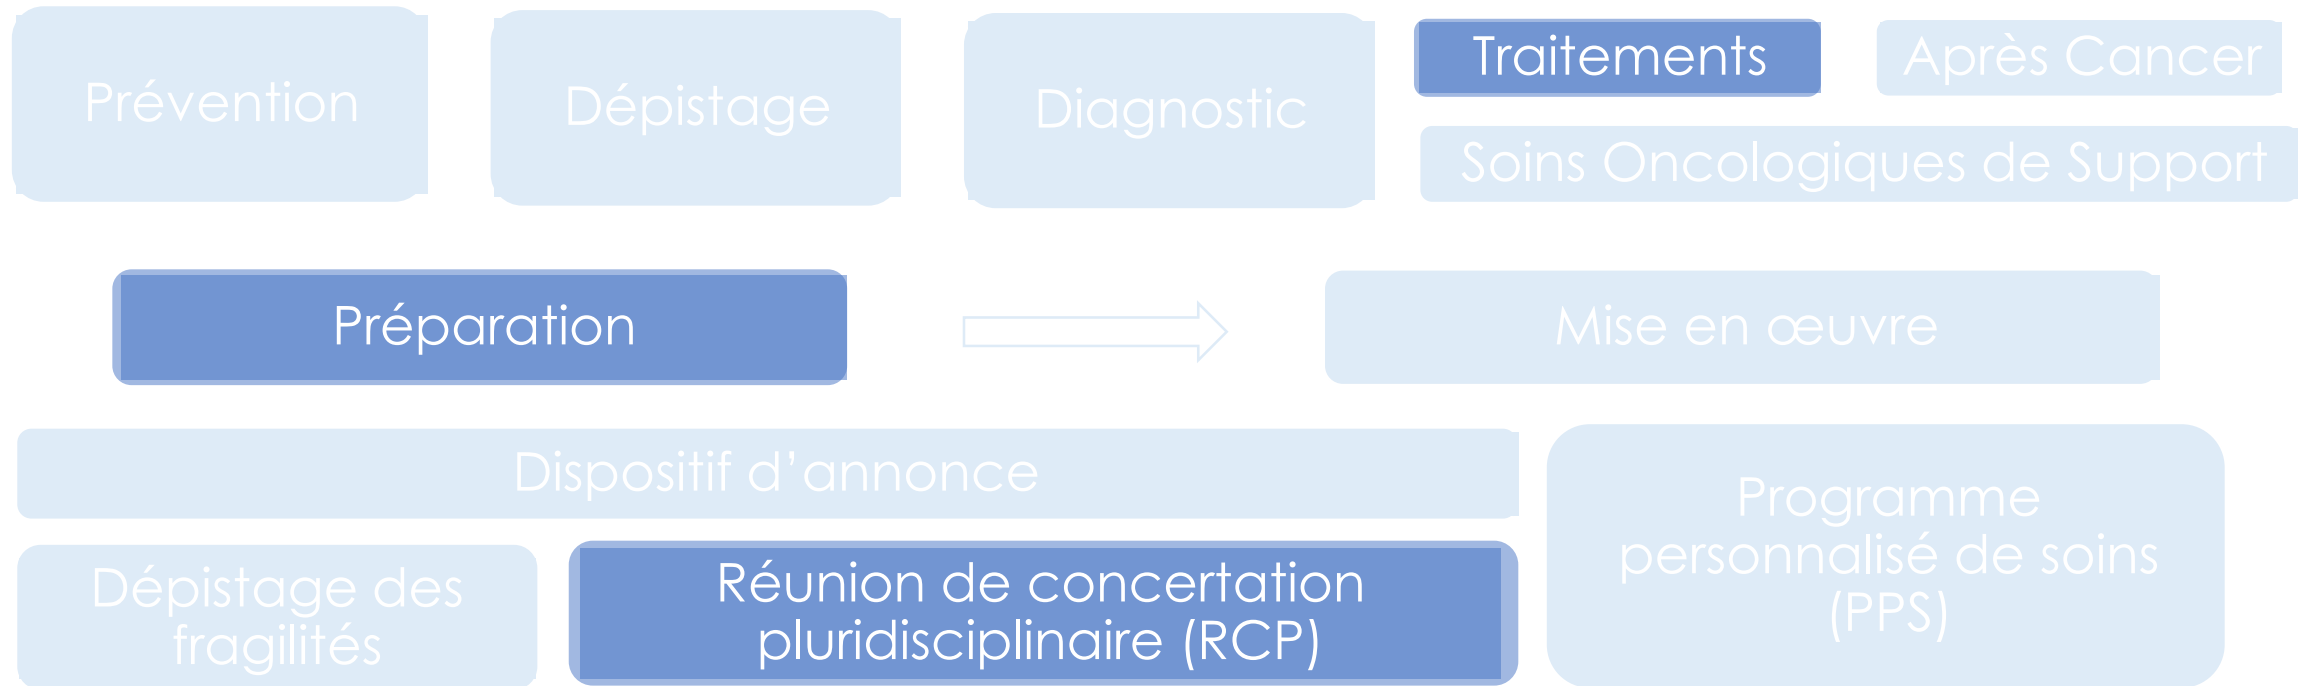 Prévention
Dépistage
Diagnostic
Traitements
Après Cancer
Soins Oncologiques de Support
Préparation
Mise en œuvre
Dispositif d’annonce
Dépistage des
fragilités
Réunion de concertation
pluridisciplinaire (RCP)
Programme
personnalisé de soins
(PPS)